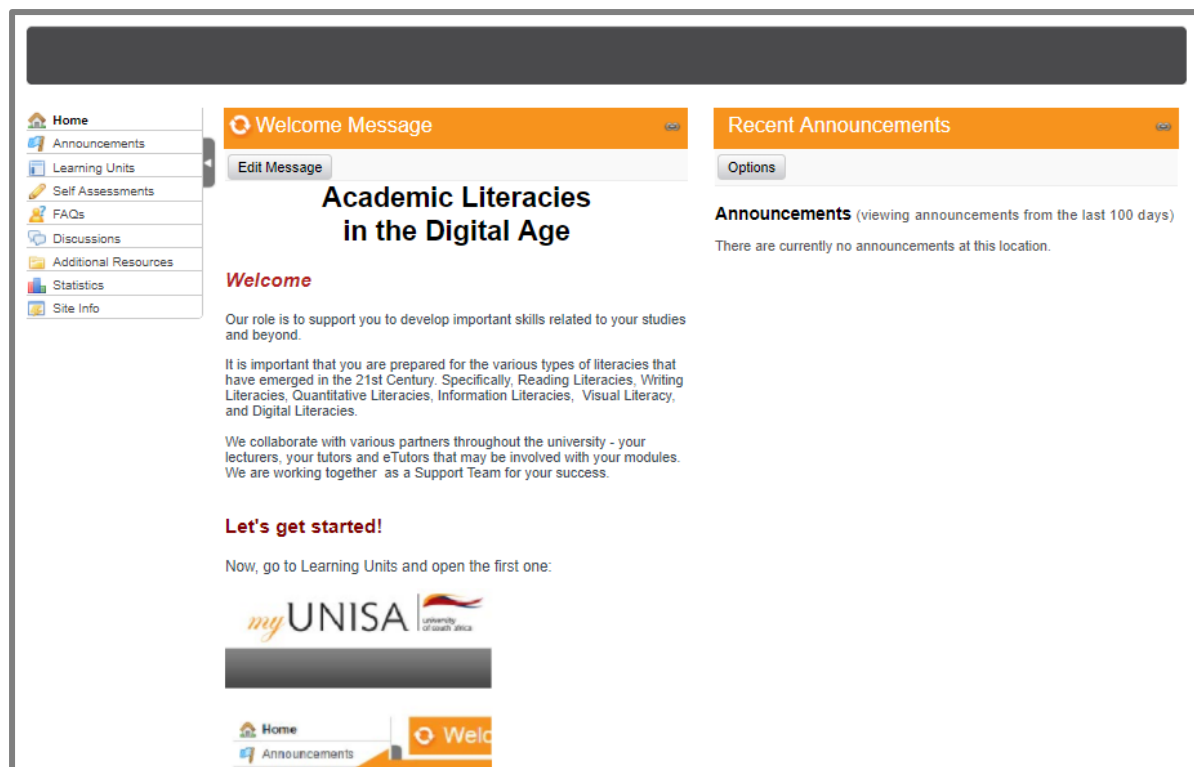 Home
Announcements
Learning Units
Self Assessments
FAQs
Discussions
Additional Resources
Statistics
Site Info
Welcome Message
Edit Message
Academic Literacies
in the Digital Age
Welcome
Our role is to support you to develop important skills related to your studies
and beyond.
It is important that you are prepared for the various types of literacies that
have emerged in the 21st Century. Specifically, Reading Literacies, Writing
Literacies, Quantitative Literacies, Information Literacies, Visual Literacy,
and Digital Literacies.
We collaborate with various partners throughout the university - your
lecturers, your tutors and eTutors that may be involved with your modules.
We are working together as a Support Team for your success.
Let's get started!
Now, go to Learning Units and open the first one:
myUNISA
university
of south africa
Home
Announcements
Welc
Recent Announcements
Options
Announcements (viewing announcements from the last 100 days)
There are currently no announcements at this location.